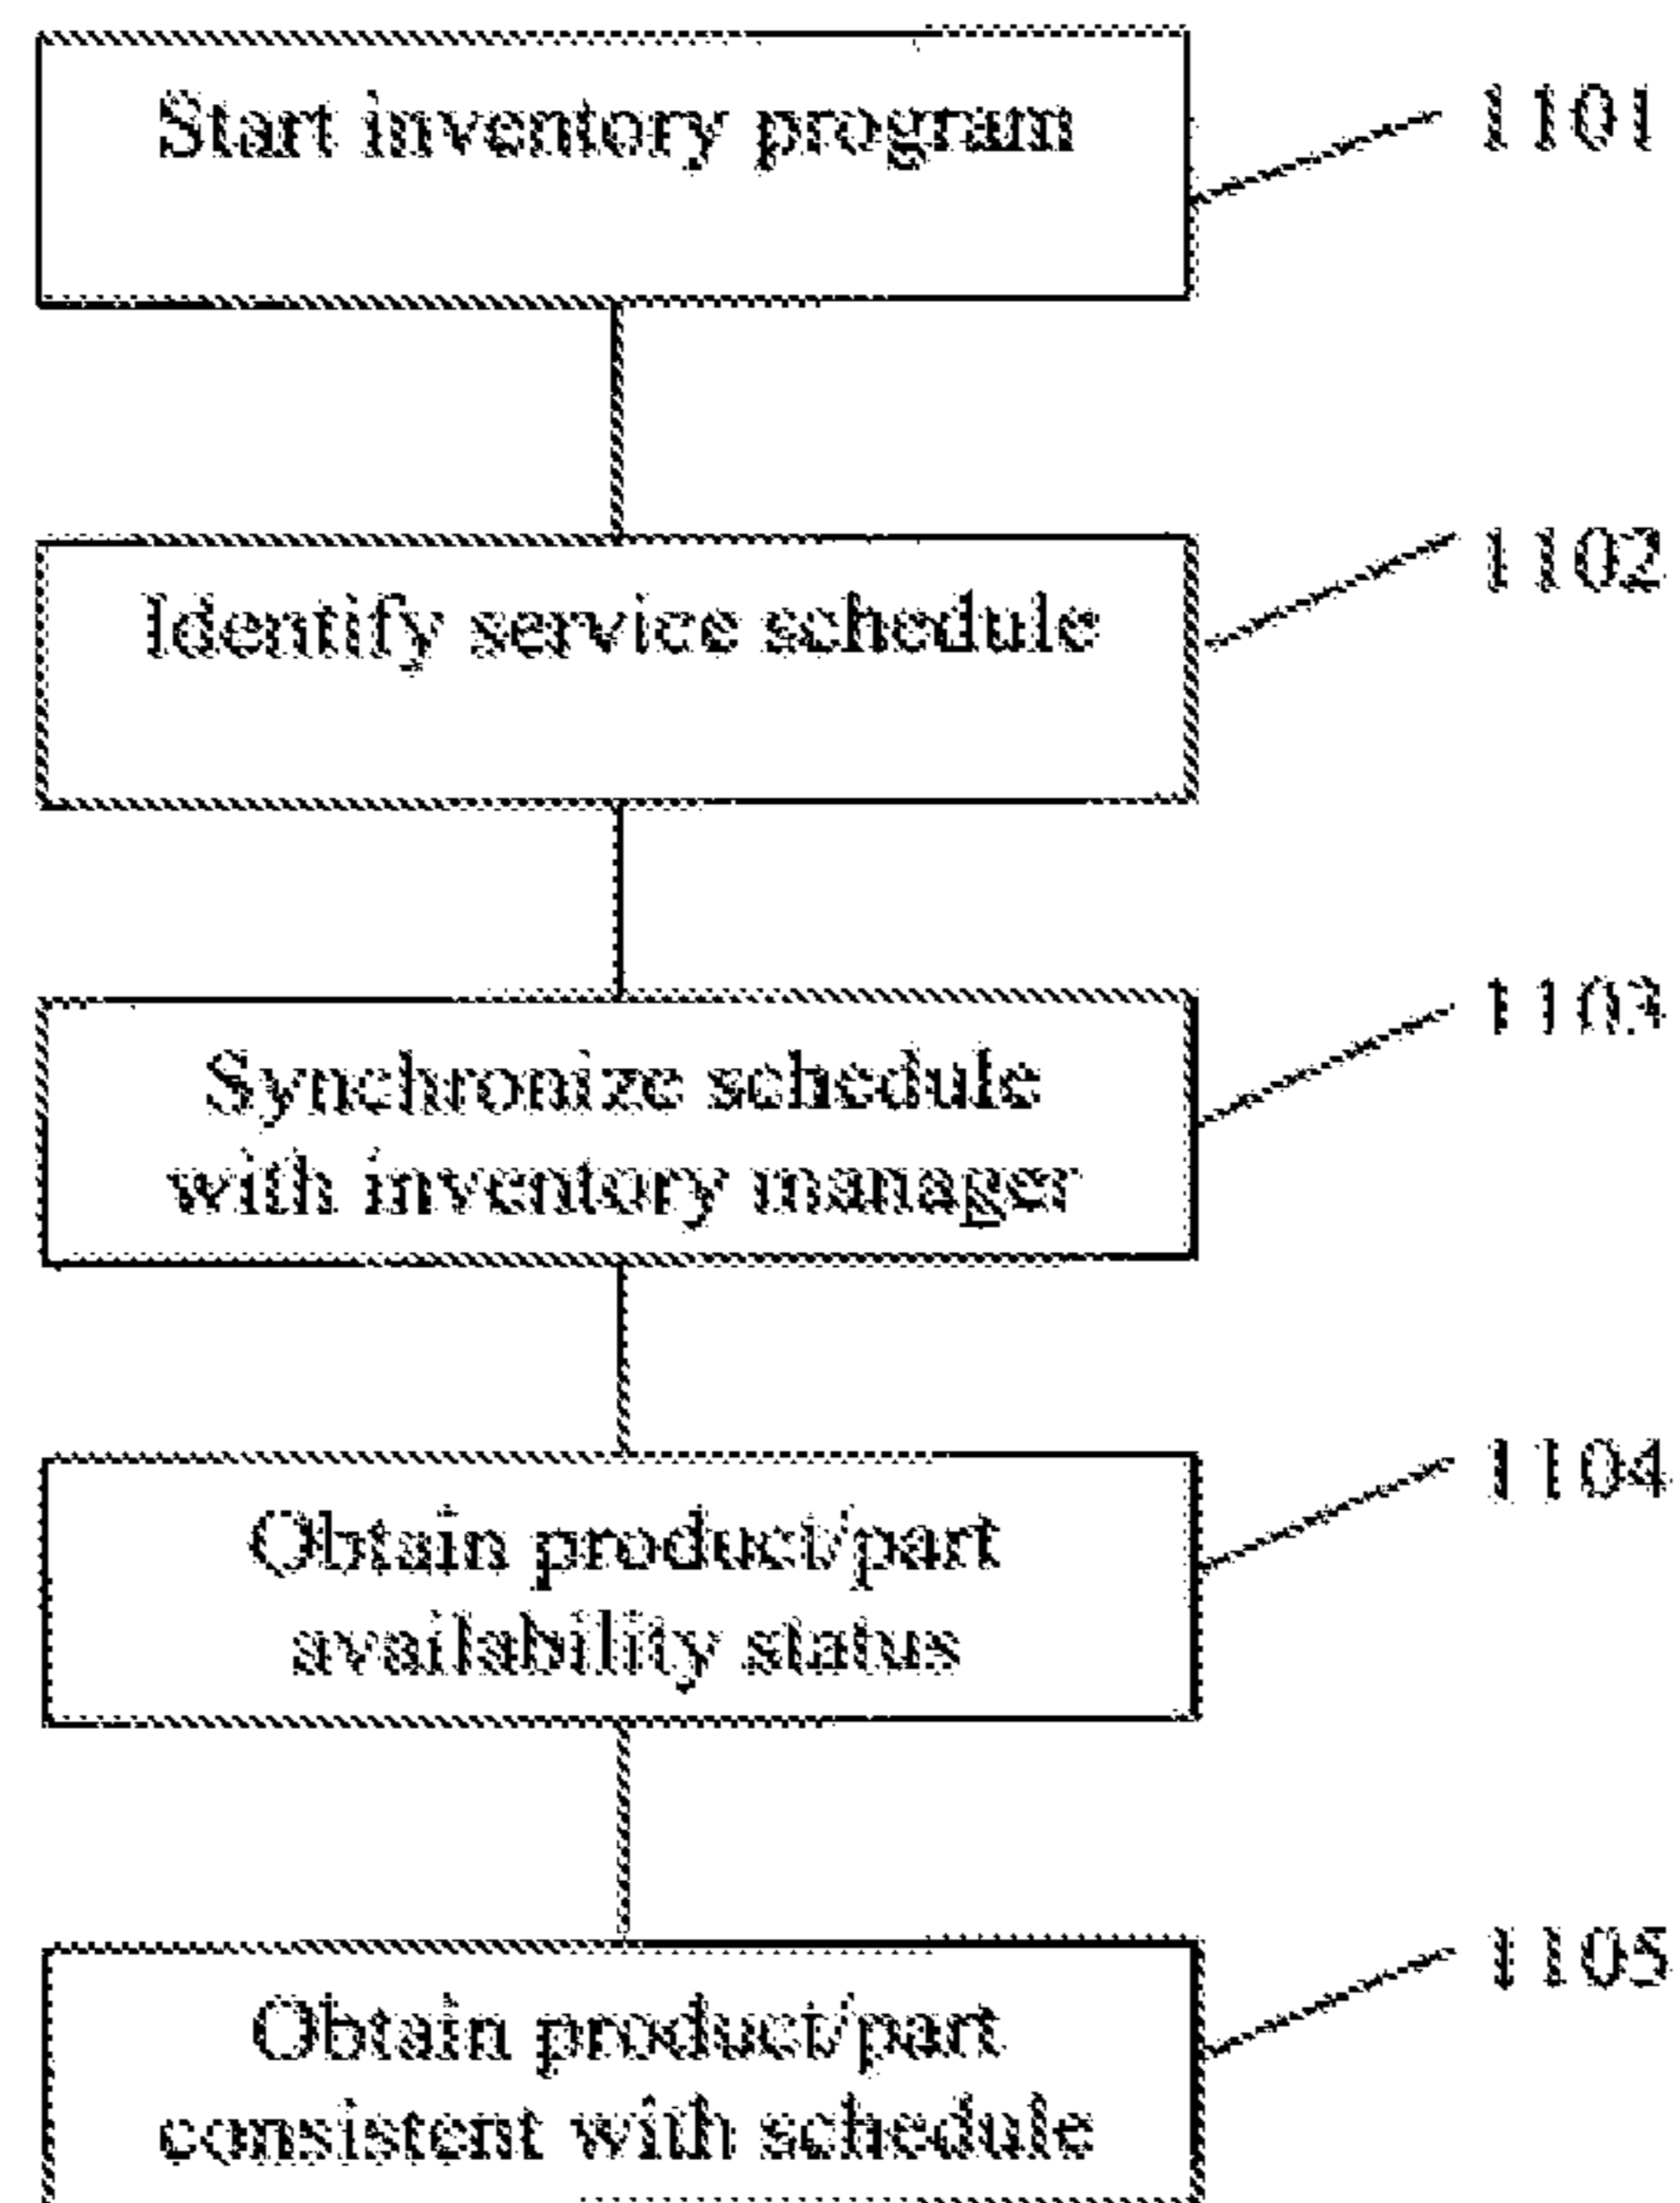 Start inventory program
1101
Identify service schedule
1102
Synchronize schedule
with inventory manager
1103
Obtain product/part
availability status
1104
Obtain product/part
consistent with schedule
1105